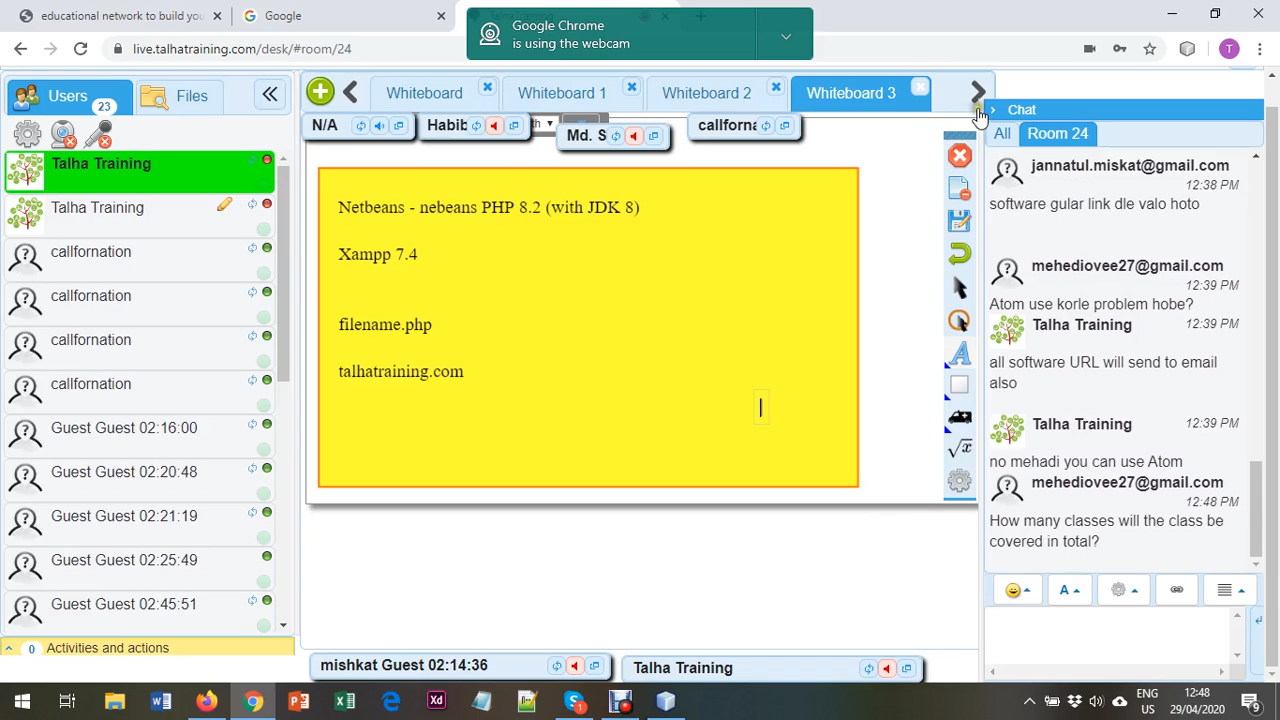 educational network to build you
Google
Google Chrome
is using the webcam
live.talhatraining.com/desk/#room/24
T
Users
23
Files
Whiteboard
Whiteboard 1
Whiteboard 2
Whiteboard 3
N/A
Habib
Md. S
callforna
Talha Training
Talha Training
callfornation
callfornation
callfornation
callfornation
Guest Guest 02:16:00
Guest Guest 02:20:48
Guest Guest 02:21:19
Guest Guest 02:25:49
Guest Guest 02:45:51
0 Activities and actions
Netbeans - nebeans PHP 8.2 (with JDK 8)
Xampp 7.4
filename.php
talhatraining.com
mishkat Guest 02:14:36
Talha Training
Chat
All
Room 24
jannatul.miskat@gmail.com
12:38 PM
software gular link dle valo hoto
mehediovee27@gmail.com
12:39 PM
Atom use korle problem hobe?
Talha Training
12:39 PM
all software URL will send to email
also
Talha Training
12:39 PM
no mehadi you can use Atom
mehediovee27@gmail.com
12:48 PM
How many classes will the class be
covered in total?
ENG
US
12:48
29/04/2020